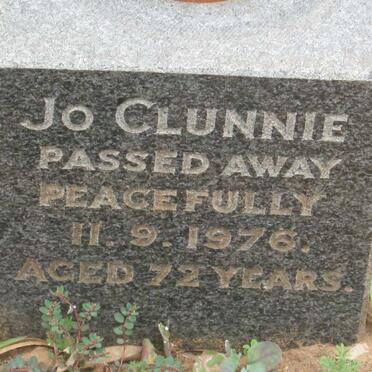 JO CLUNNIE
PASSED AWAY
PEACEFULLY
11. 9. 1976.
AGED 72 YEARS.